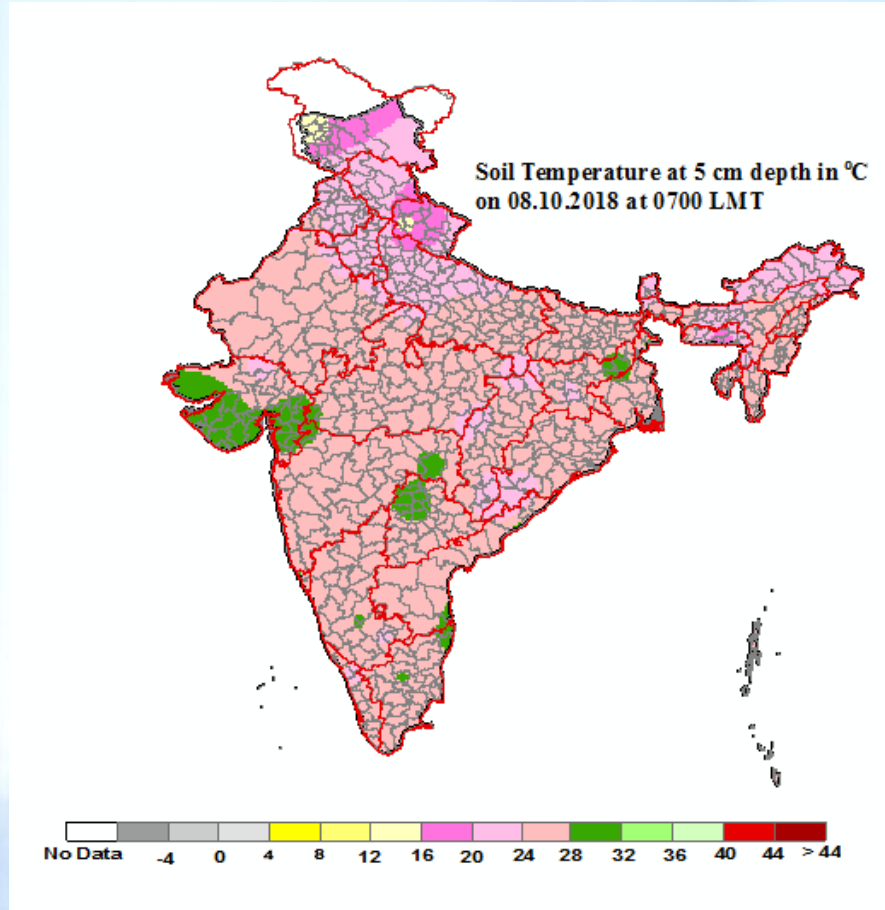 Soil Temperature at 5 cm depth in ⁰C
on 08.10.2018 at 0700 LMT
No Data -4 0 4 8 12 16 20 24 28 32 36 40 44 > 44